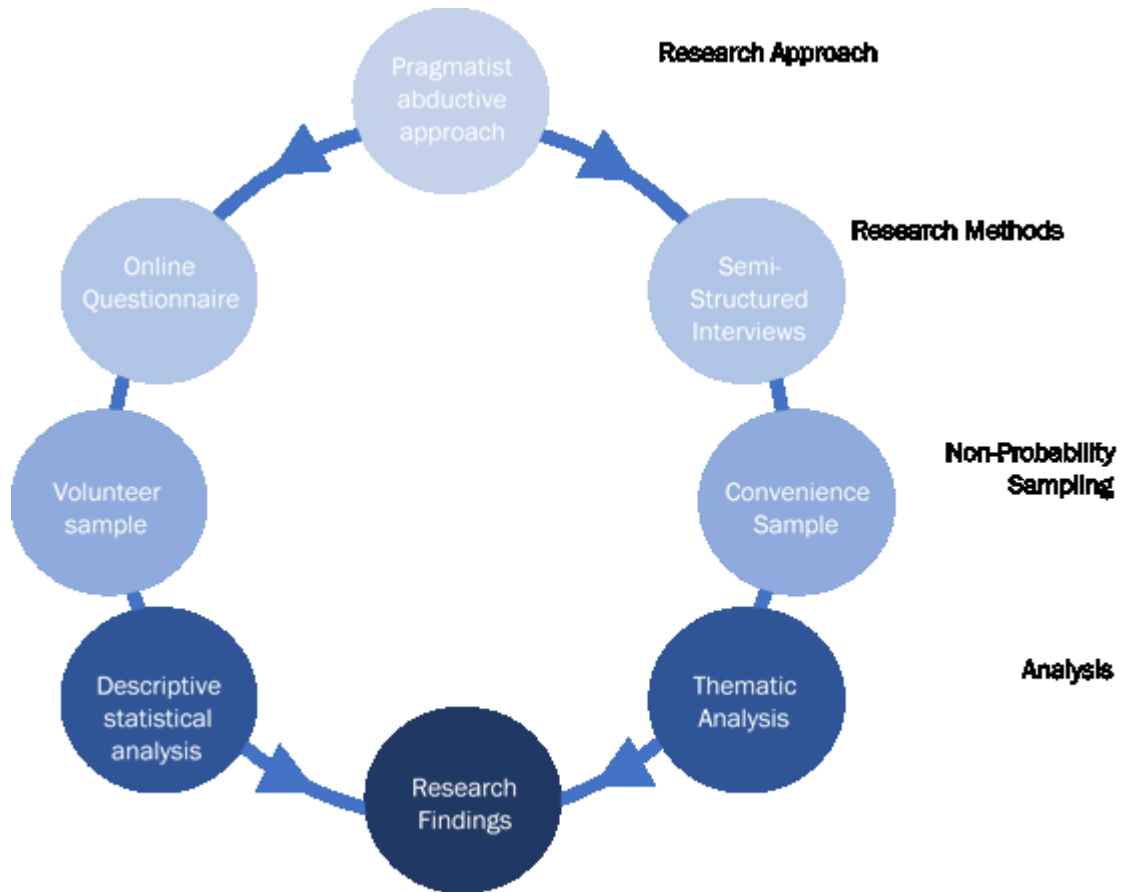 Pragmatist
abductive
approach
Research Approach
Online
Questionnaire
Semi-
Structured
Interviews
Research Methods
Volunteer
sample
Convenience
Sample
Non-Probability
Sampling
Descriptive
statistical
analysis
Thematic
Analysis
Analysis
Research
Findings